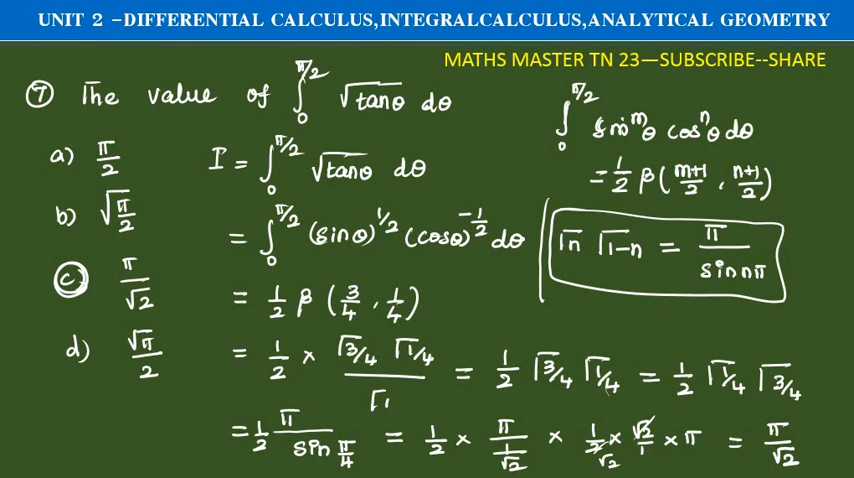 UNIT 2 –DIFFERENTIAL CALCULUS,INTEGRALCALCULUS,ANALYTICAL GEOMETRY
MATHS MASTER TN 23—SUBSCRIBE--SHARE
⑦ The value of ∫₀^{π/2} √tanθ dθ
a) π/2
b) √(π/2)
c) π/√2
d) √π/2
I = ∫₀^{π/2} √tanθ dθ
= ∫₀^{π/2} (sinθ)^{1/2} (cosθ)^{-1/2} dθ
= 1/2 β(3/4, 1/4)
= 1/2 × (Γ3/4 Γ1/4)/Γ1 = 1/2 Γ3/4 Γ1/4 = 1/2 Γ1/4 Γ3/4
= 1/2 π/sin π/4 = 1/2 × π/(1/√2) × 1/2 √2 × √2/1 × π = π/√2
∫₀^{π/2} sin^m θ cos^n θ dθ
= 1/2 β((m+1)/2, (n+1)/2)
Γn Γ1-n = π/sin nπ